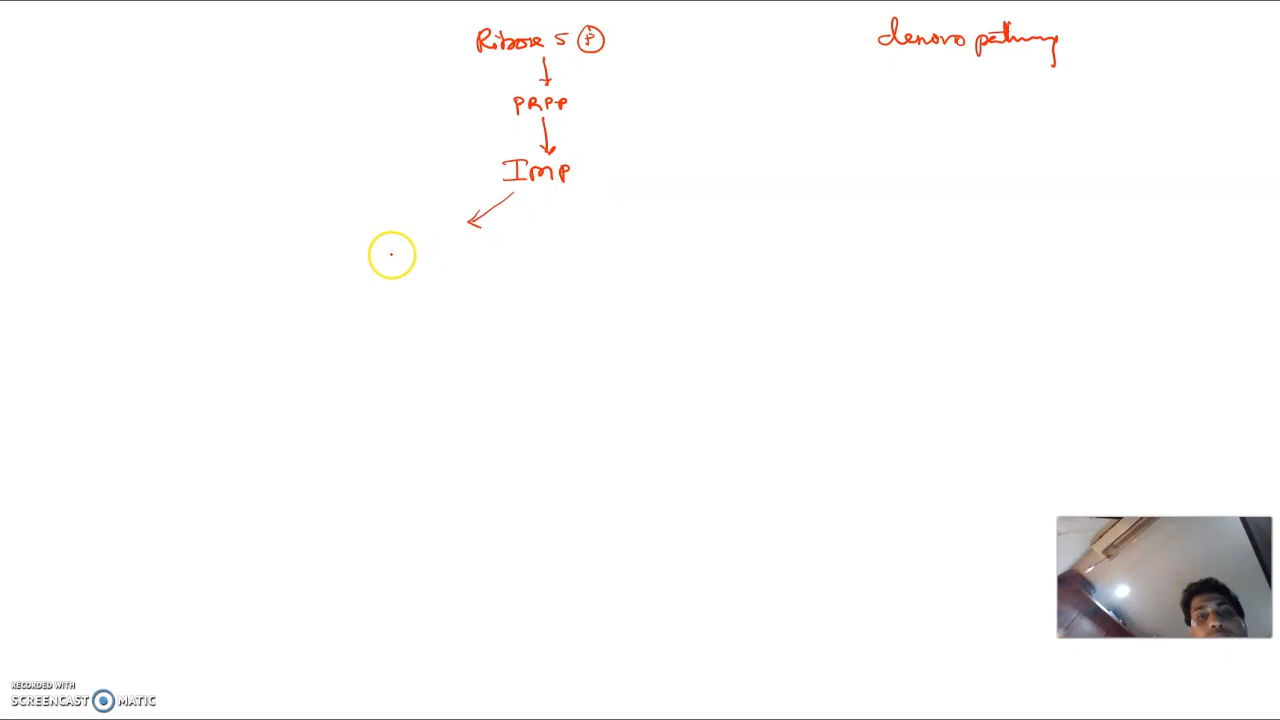 Ribose 5 P
denovo pathway
PRPP
IMP
RECORDED WITH
SCREENCAST MATIC